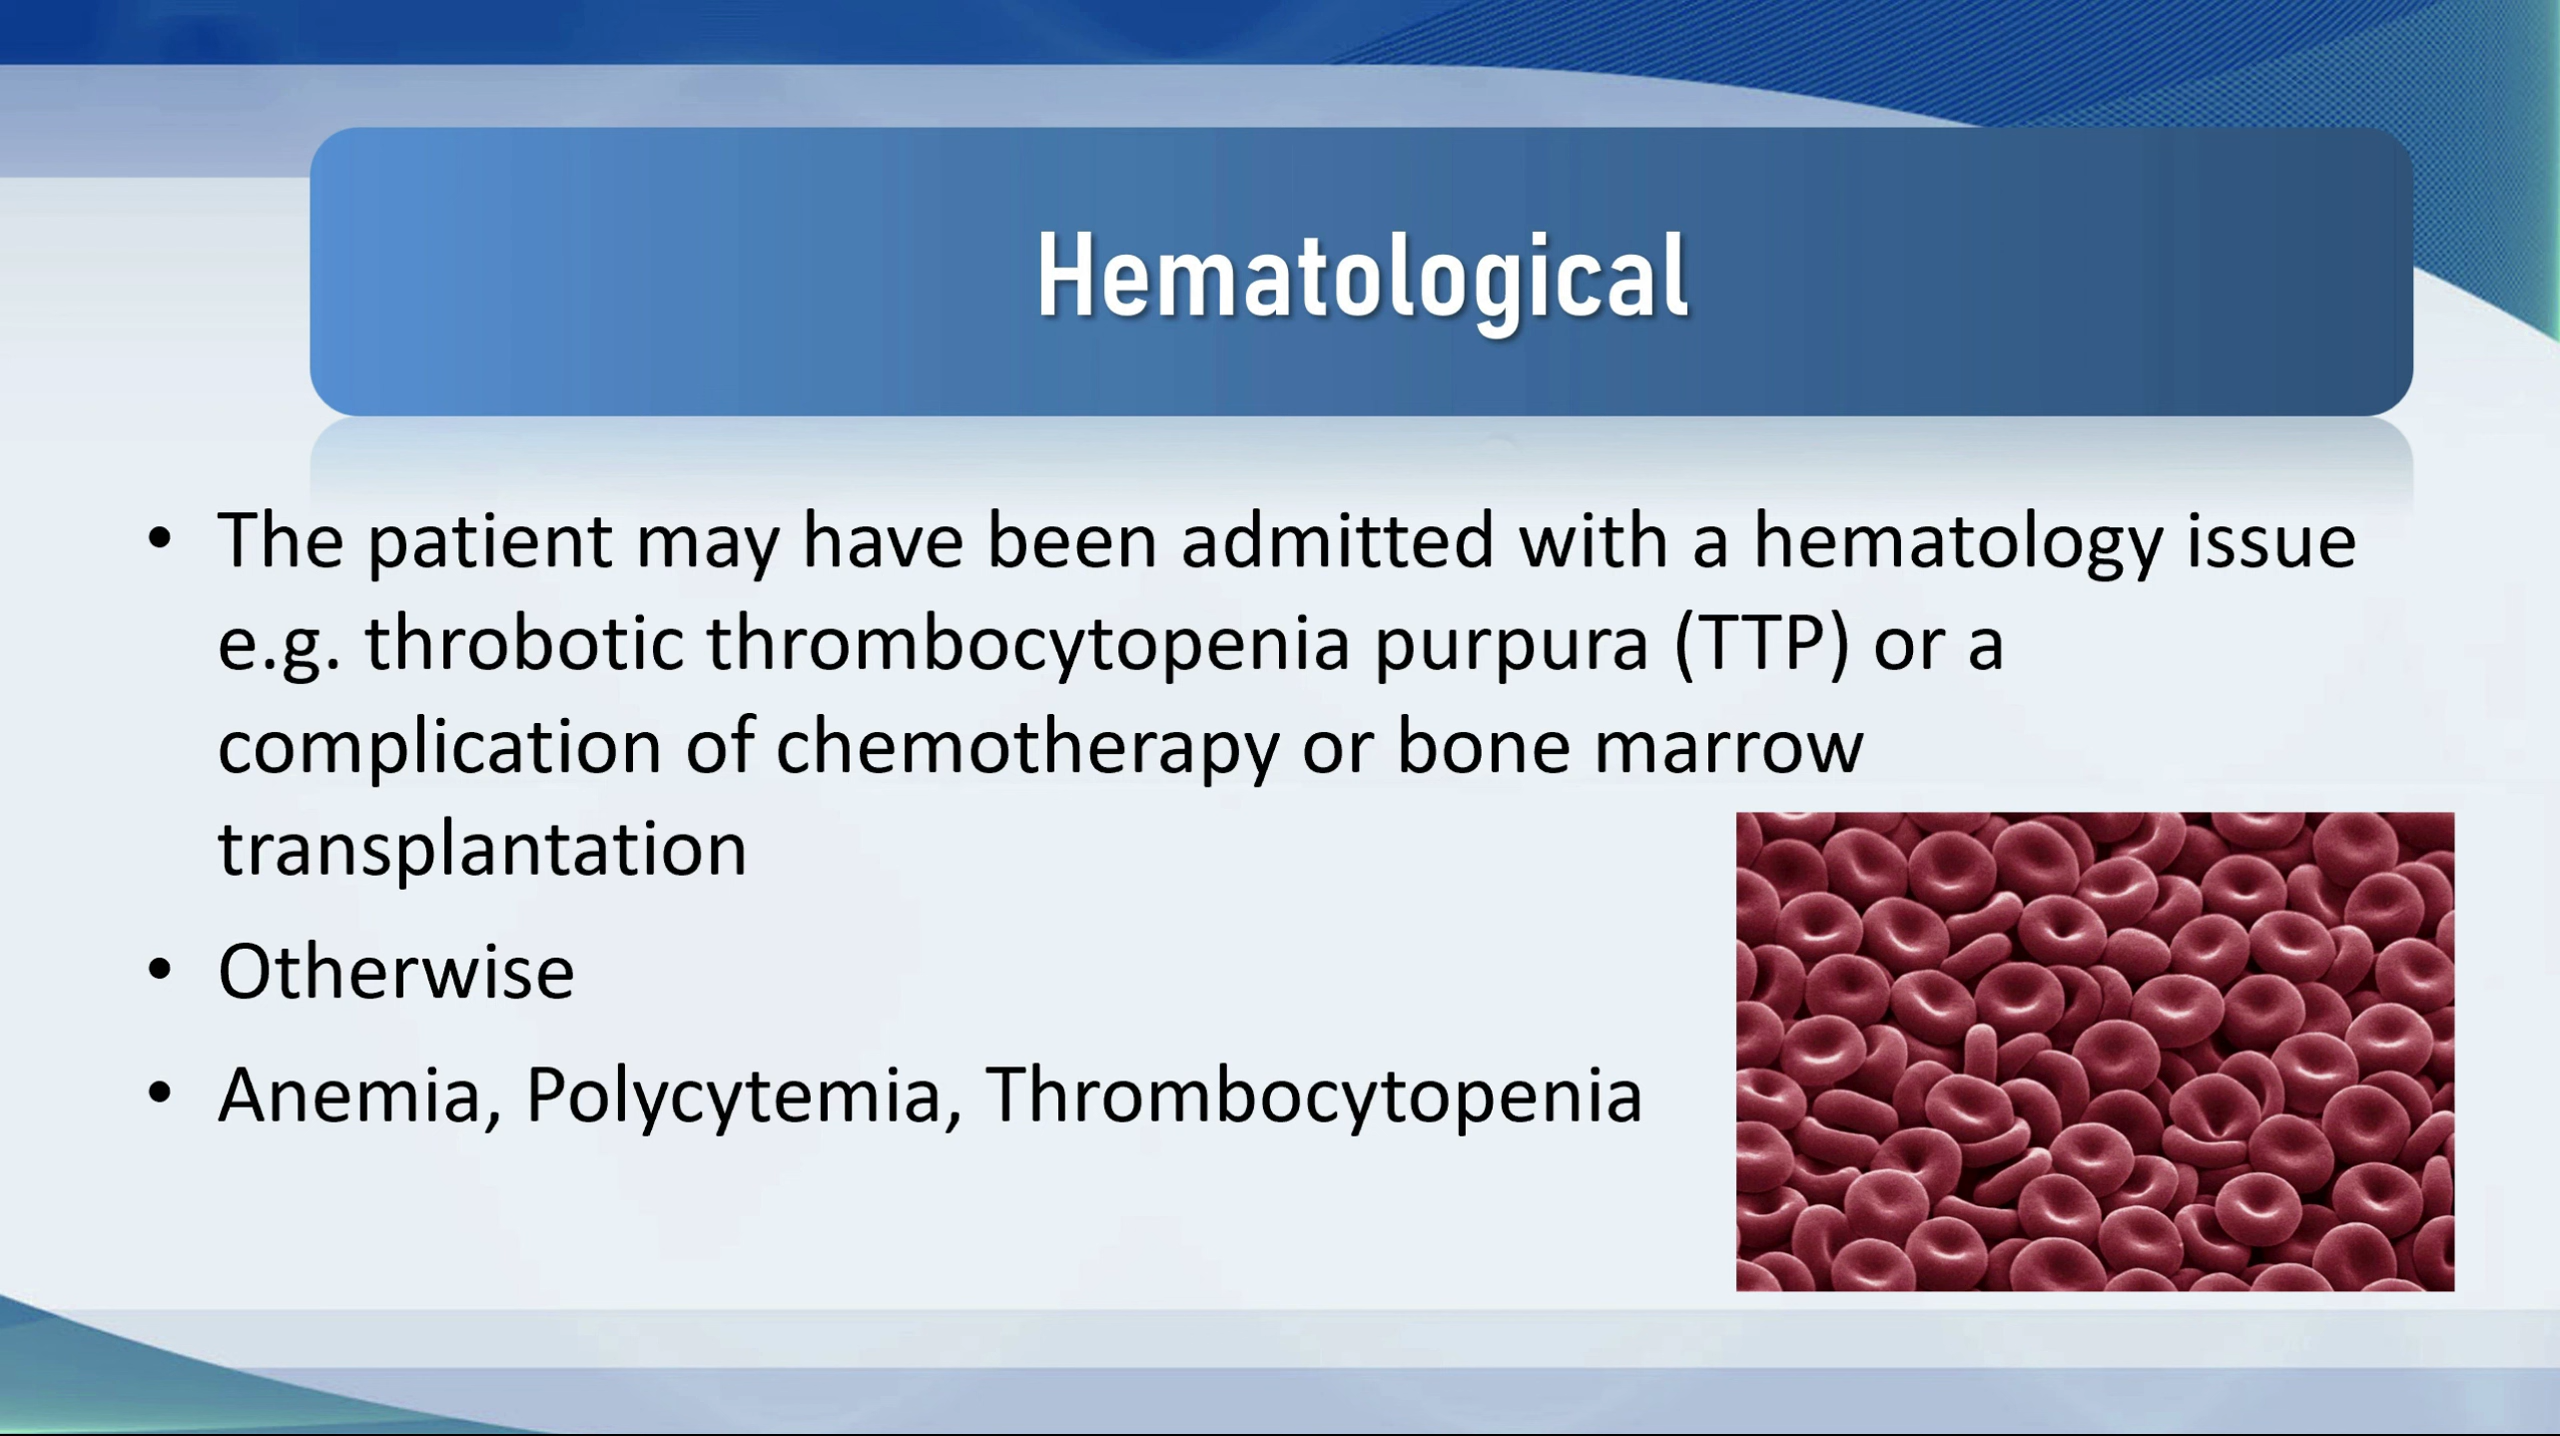 Hematological
• The patient may have been admitted with a hematology issue
e.g. throbotic thrombocytopenia purpura (TTP) or a
complication of chemotherapy or bone marrow
transplantation
• Otherwise
• Anemia, Polycytemia, Thrombocytopenia